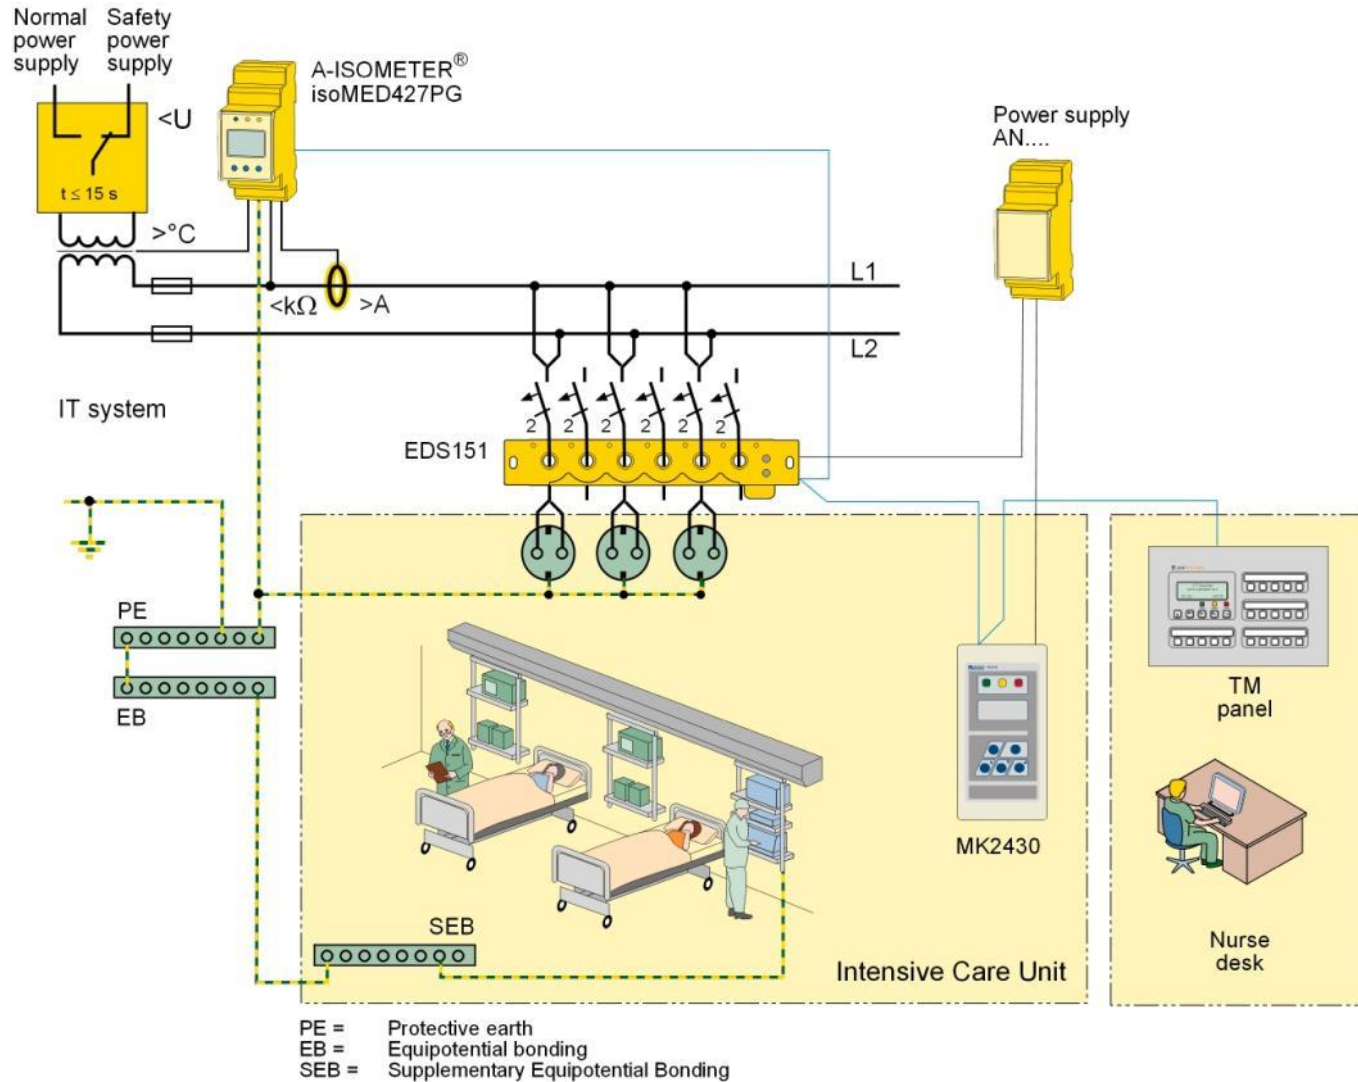 Normal
power
supply
Safety
power
supply
<U
t ≤ 15 s
A-ISOMETER®
isoMED427PG
Power supply
AN....
>°C
<kΩ
>A
L1
L2
IT system
2 2 2 2 2 2
EDS151
PE
EB
TM
panel
MK2430
SEB
Nurse
desk
Intensive Care Unit
PE = Protective earth
EB = Equipotential bonding
SEB = Supplementary Equipotential Bonding